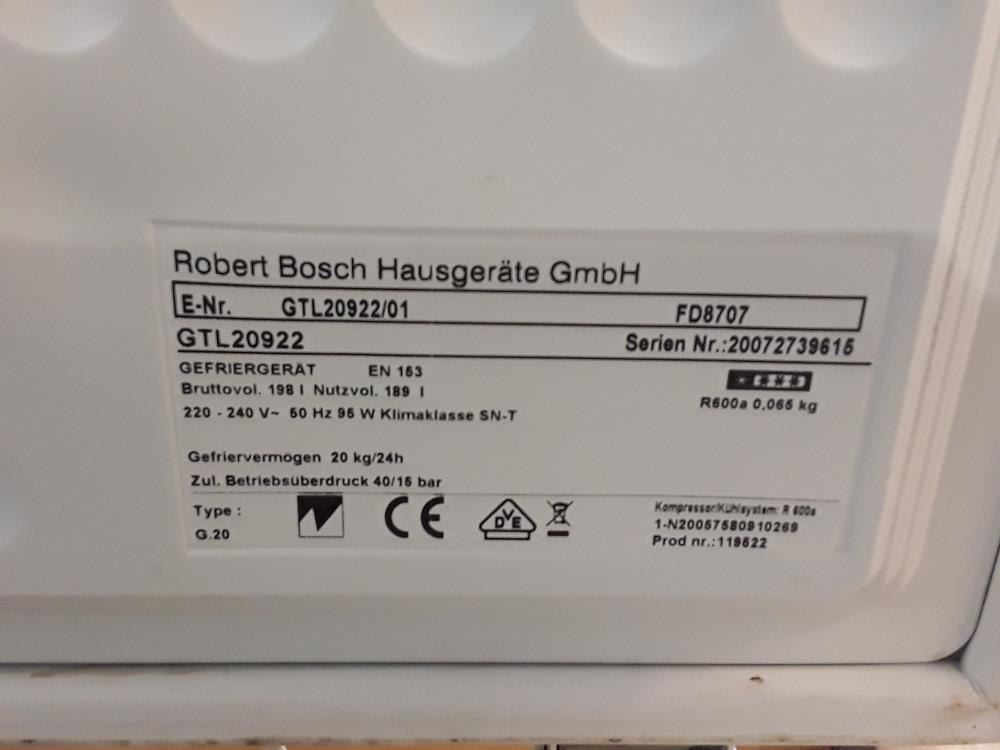 Robert Bosch Hausgeräte GmbH
E-Nr. GTL20922/01 FD8707
GTL20922 Serien Nr.:20072739615
GEFRIERGERÄT EN 153
Bruttovol. 198 l Nutzvol. 189 l
220 - 240 V~ 50 Hz 95 W Klimaklasse SN-T
R600a 0,065 kg
Gefriervermögen 20 kg/24h
Zul. Betriebsüberdruck 40/15 bar
Type :
G.20
CE
DVE
Kompressor/Kühlsystem: R 600a
1-N20057580910269
Prod nr.:119522